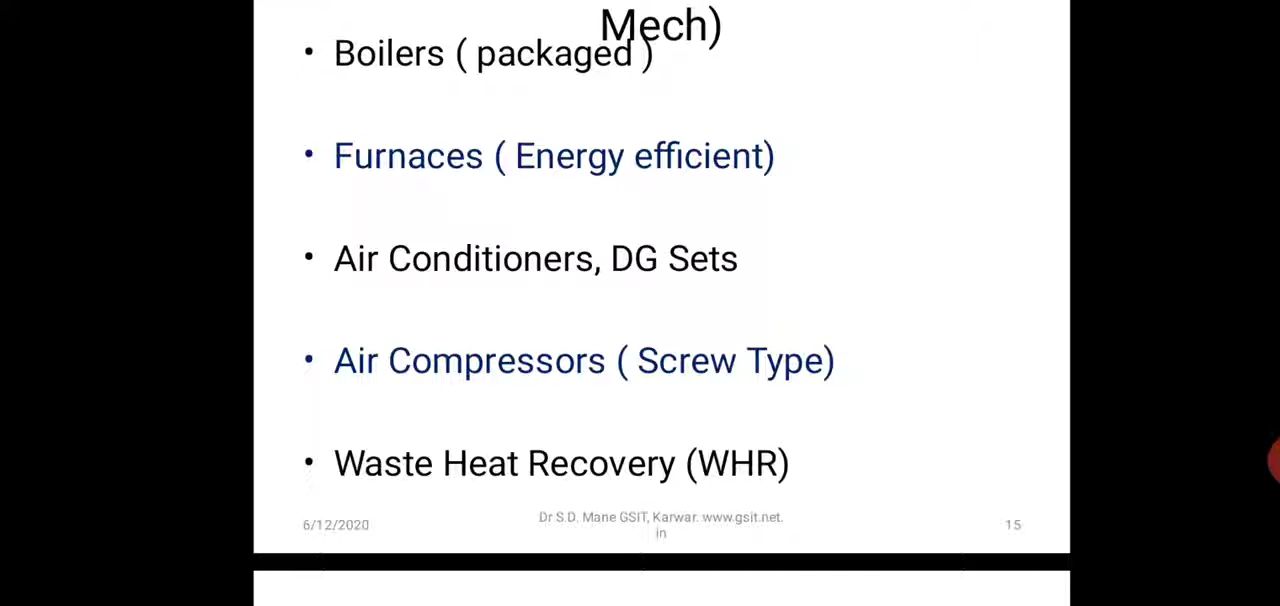 Mech)
• Boilers ( packaged )
• Furnaces ( Energy efficient)
• Air Conditioners, DG Sets
• Air Compressors ( Screw Type)
• Waste Heat Recovery (WHR)
6/12/2020
Dr S.D. Mane GSIT, Karwar. www.gsit.net.
in
15